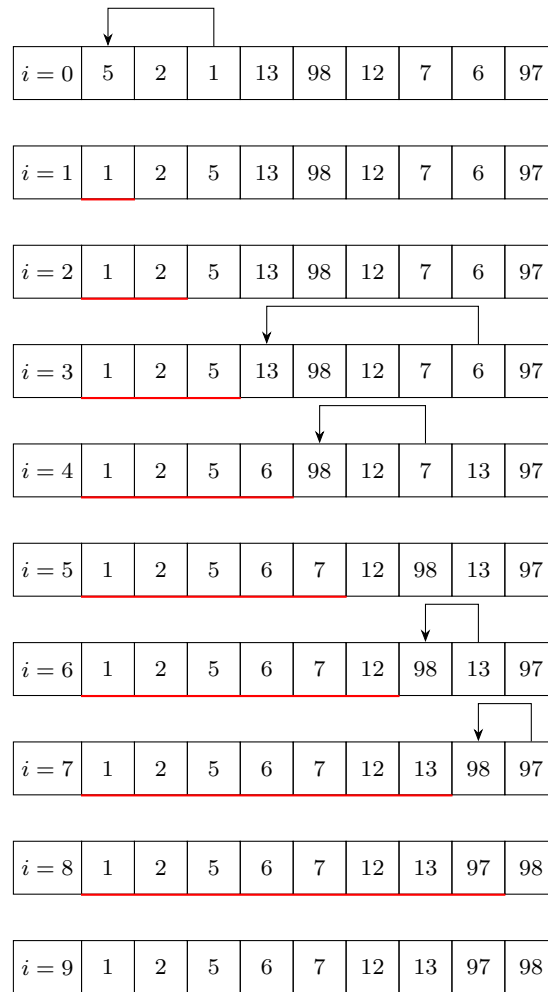 i = 0 5 2 1 13 98 12 7 6 97
i = 1 1 2 5 13 98 12 7 6 97
i = 2 1 2 5 13 98 12 7 6 97
i = 3 1 2 5 13 98 12 7 6 97
i = 4 1 2 5 6 98 12 7 13 97
i = 5 1 2 5 6 7 12 98 13 97
i = 6 1 2 5 6 7 12 98 13 97
i = 7 1 2 5 6 7 12 13 98 97
i = 8 1 2 5 6 7 12 13 97 98
i = 9 1 2 5 6 7 12 13 97 98